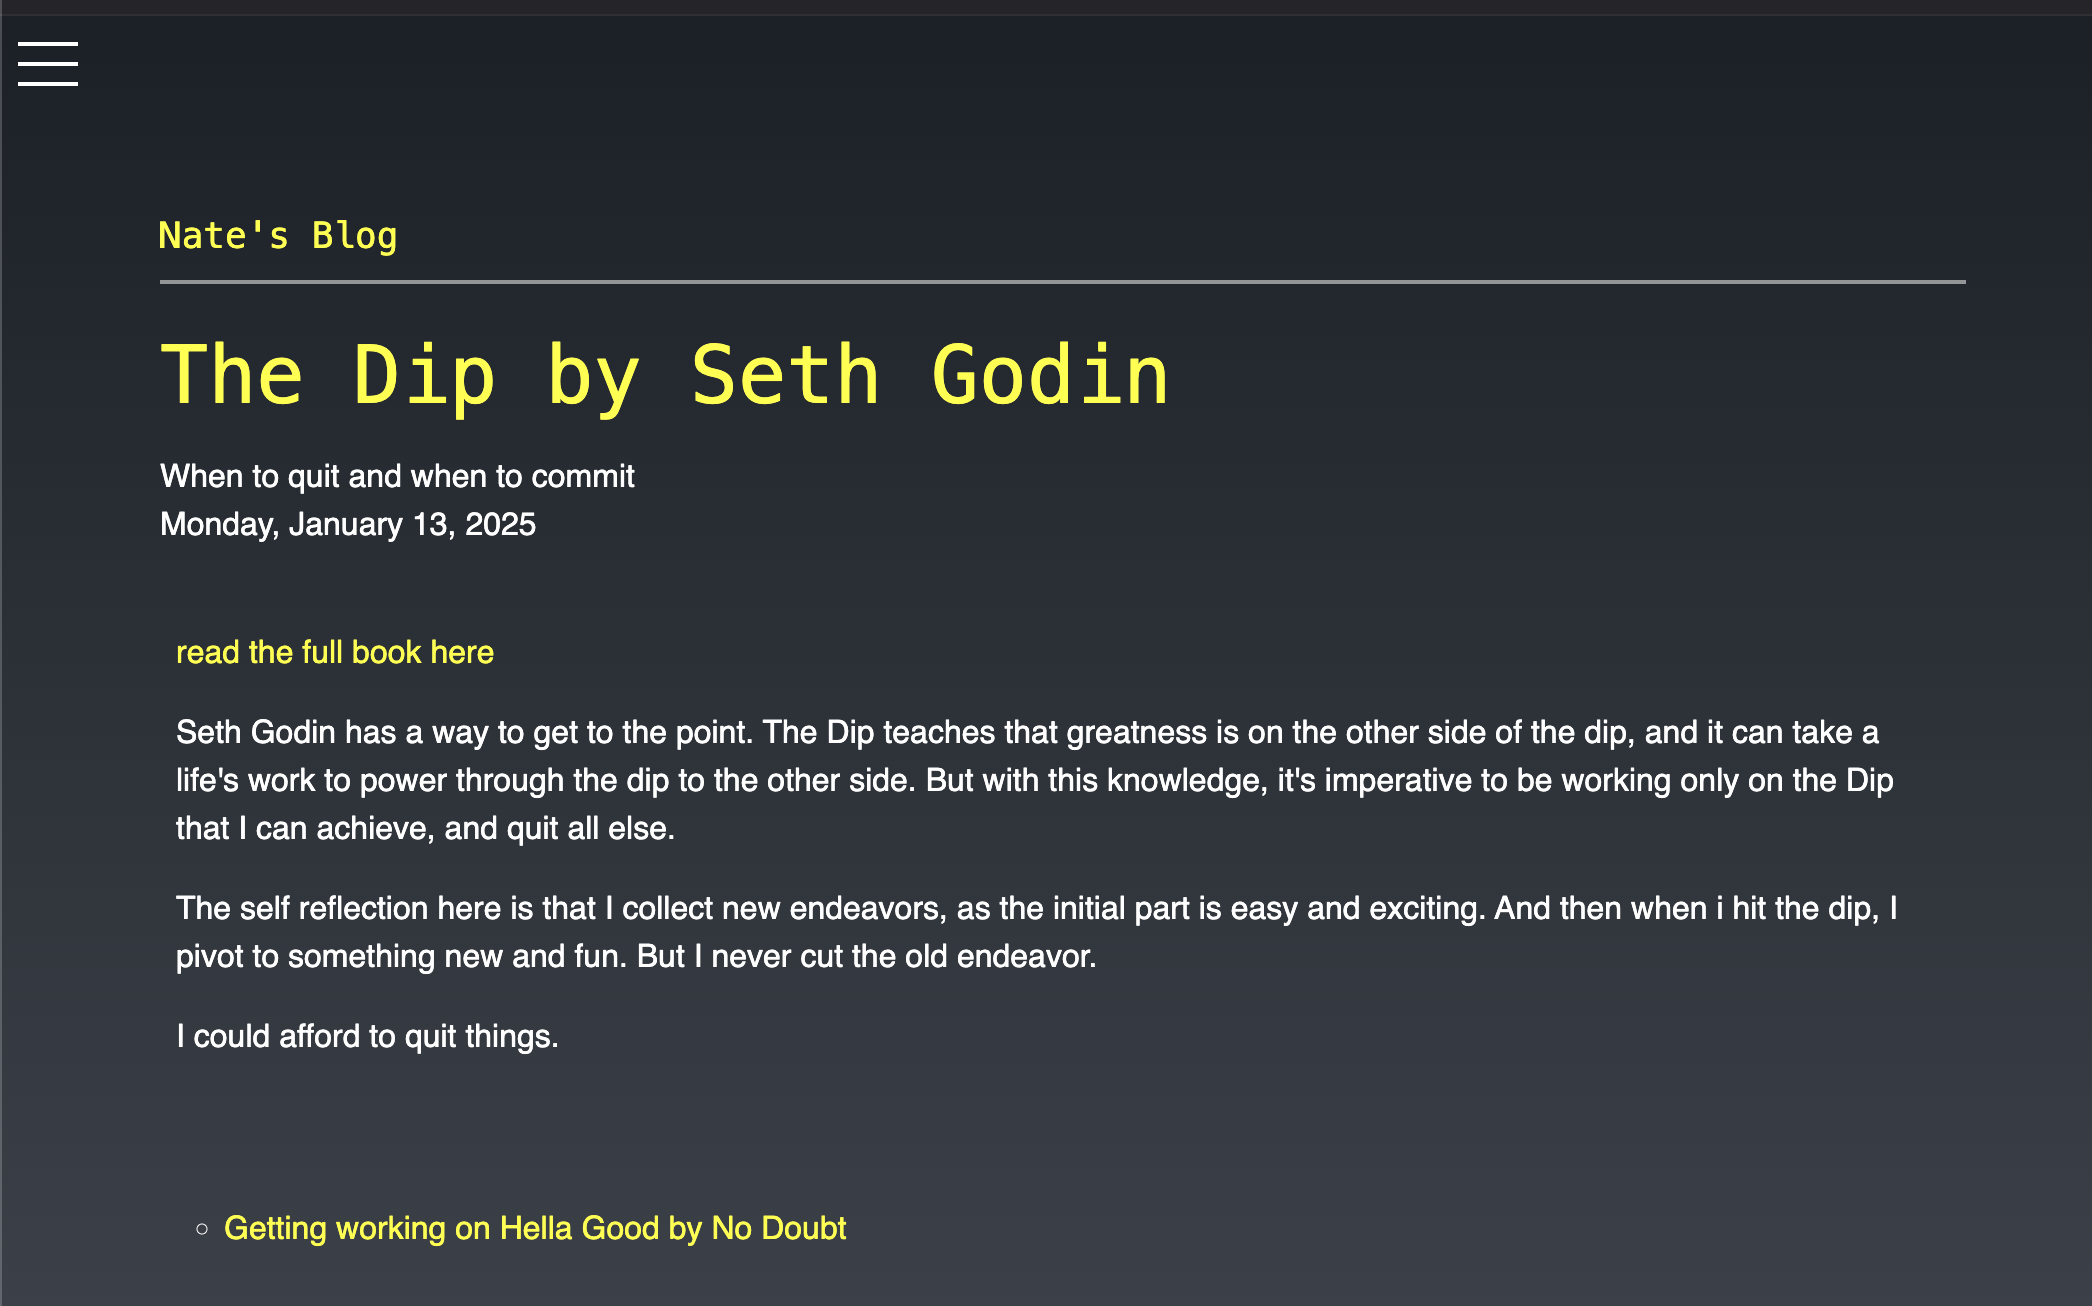 Nate's Blog
The Dip by Seth Godin
When to quit and when to commit
Monday, January 13, 2025
read the full book here
Seth Godin has a way to get to the point. The Dip teaches that greatness is on the other side of the dip, and it can take a
life's work to power through the dip to the other side. But with this knowledge, it's imperative to be working only on the Dip
that I can achieve, and quit all else.
The self reflection here is that I collect new endeavors, as the initial part is easy and exciting. And then when i hit the dip, I
pivot to something new and fun. But I never cut the old endeavor.
I could afford to quit things.
Getting working on Hella Good by No Doubt